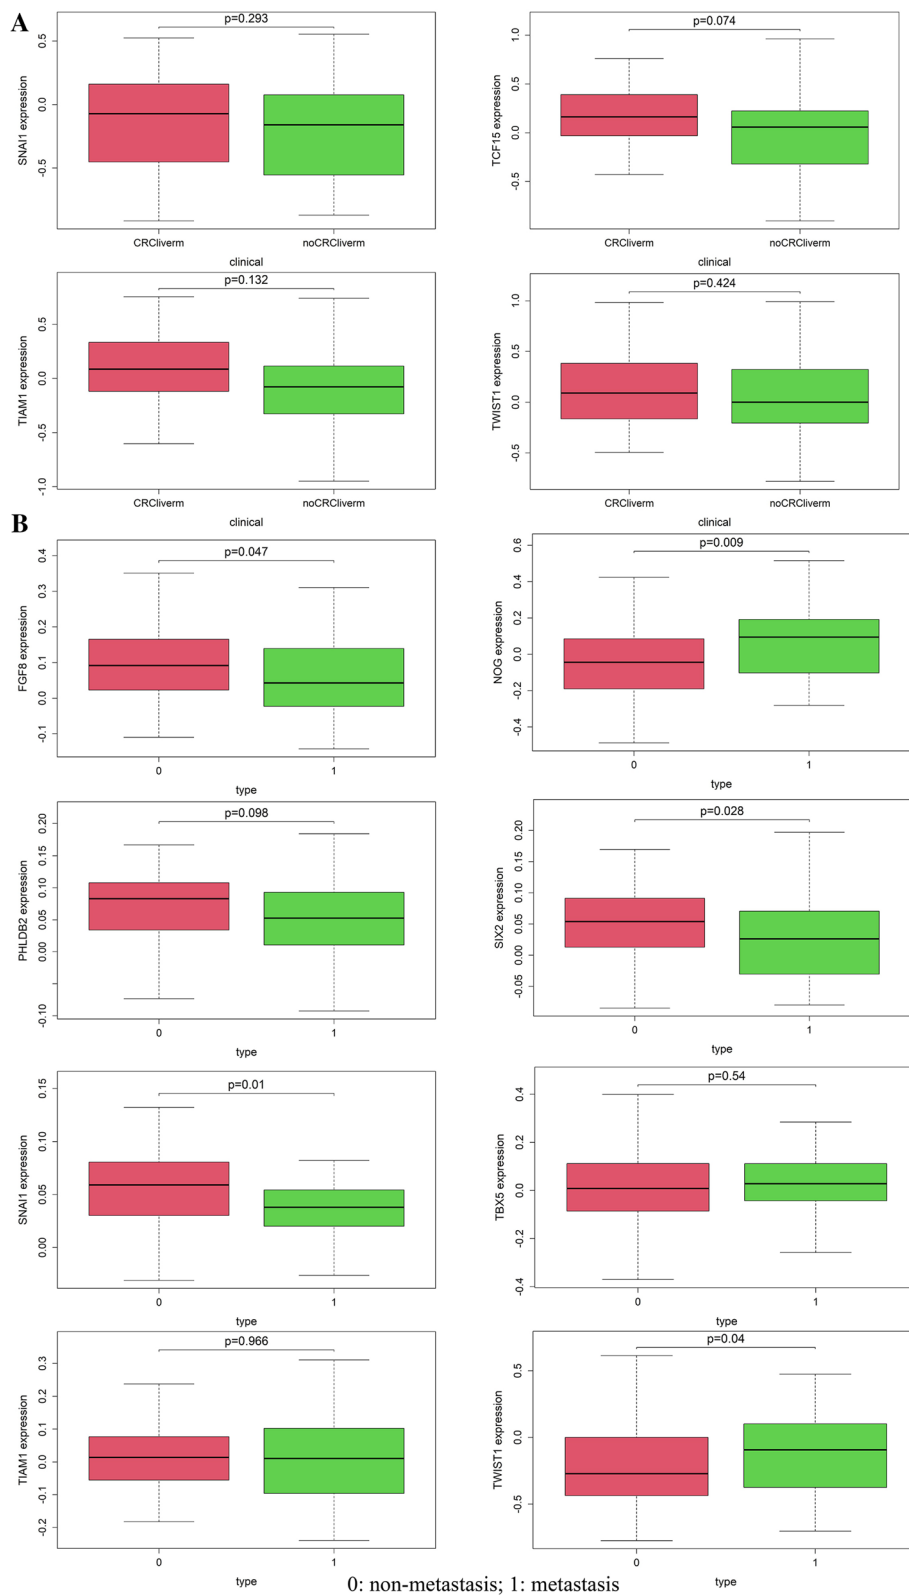 A
p=0.293
SNAI1 expression
0.5
0.0
-0.5
CRCliverm
noCRCliverm
clinical
p=0.074
TCF15 expression
1.0
0.5
0.0
-0.5
CRCliverm
noCRCliverm
clinical
p=0.132
TIAM1 expression
0.5
0.0
-0.5
-1.0
CRCliverm
noCRCliverm
clinical
p=0.424
TWIST1 expression
1.0
0.5
0.0
-0.5
CRCliverm
noCRCliverm
clinical
B
p=0.047
FGF8 expression
0.4
0.3
0.2
0.1
0.0
-0.1
0
1
type
p=0.009
NOG expression
0.6
0.4
0.2
0.0
-0.2
-0.4
0
1
type
p=0.098
PHLDB2 expression
0.20
0.15
0.10
0.05
0.00
-0.10
0
1
type
p=0.028
SIX2 expression
0.20
0.15
0.10
0.05
0.00
-0.05
0
1
type
p=0.01
SNAI1 expression
0.15
0.10
0.05
0.00
0
1
type
p=0.54
TBX5 expression
0.4
0.2
0.0
-0.2
-0.4
0
1
type
p=0.966
TIAM1 expression
0.3
0.2
0.1
0.0
-0.1
-0.2
0
1
type
p=0.04
TWIST1 expression
0.5
0.0
-0.5
0
1
type
0: non-metastasis; 1: metastasis